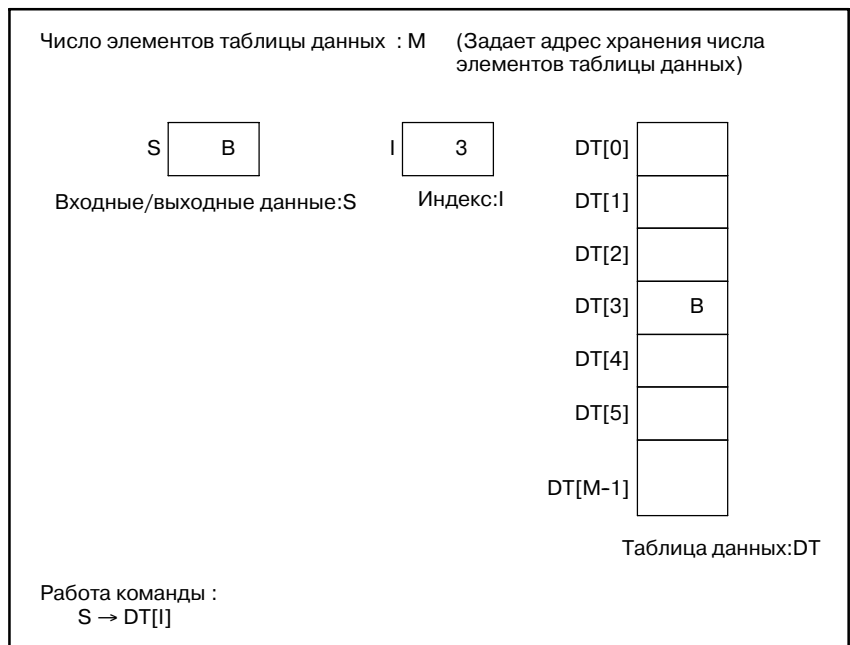 Число элементов таблицы данных : M (Задает адрес хранения числа
элементов таблицы данных)
S B I 3 DT[0]
Входные/выходные данные:S Индекс:I DT[1]
DT[2]
DT[3] B
DT[4]
DT[5]
DT[M-1]
Таблица данных:DT
Работа команды :
S → DT[I]